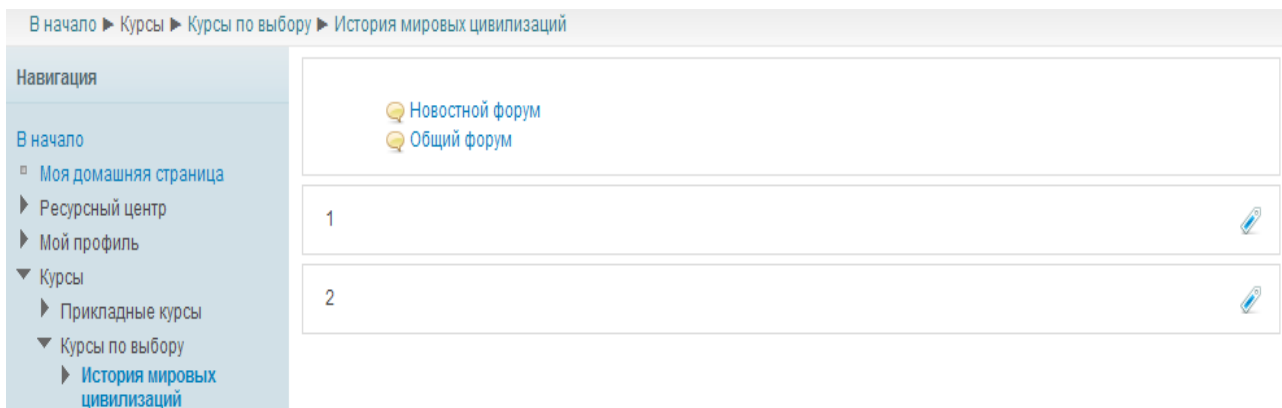 В начало ► Курсы ► Курсы по выбору ► История мировых цивилизаций
Навигация
В начало
Моя домашняя страница
Ресурсный центр
Мой профиль
Курсы
Прикладные курсы
Курсы по выбору
История мировых
цивилизаций
Новостной форум
Общий форум
1
2